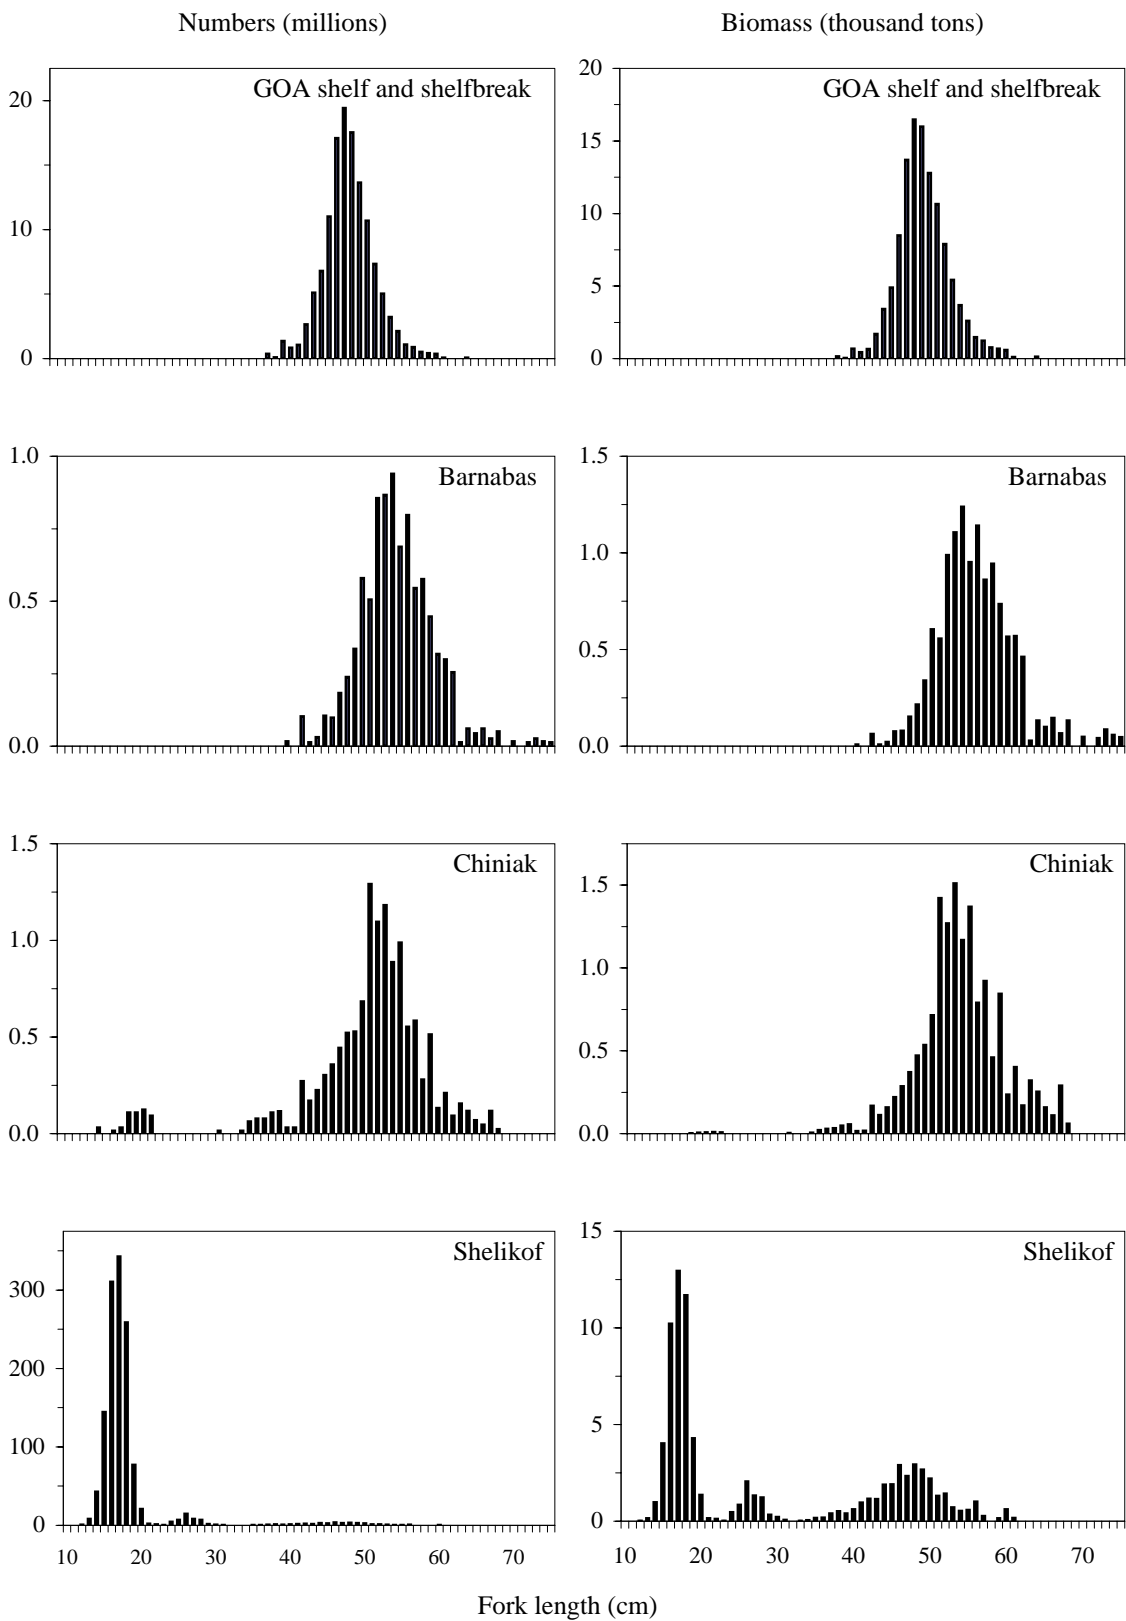 Numbers (millions)
Biomass (thousand tons)
GOA shelf and shelfbreak
20
10
0
GOA shelf and shelfbreak
20
15
10
5
0
Barnabas
1.0
0.5
0.0
Barnabas
1.5
1.0
0.5
0.0
Chiniak
1.5
1.0
0.5
0.0
Chiniak
1.5
1.0
0.5
0.0
Shelikof
300
200
100
0
10 20 30 40 50 60 70
Shelikof
15
10
5
0
10 20 30 40 50 60 70
Fork length (cm)